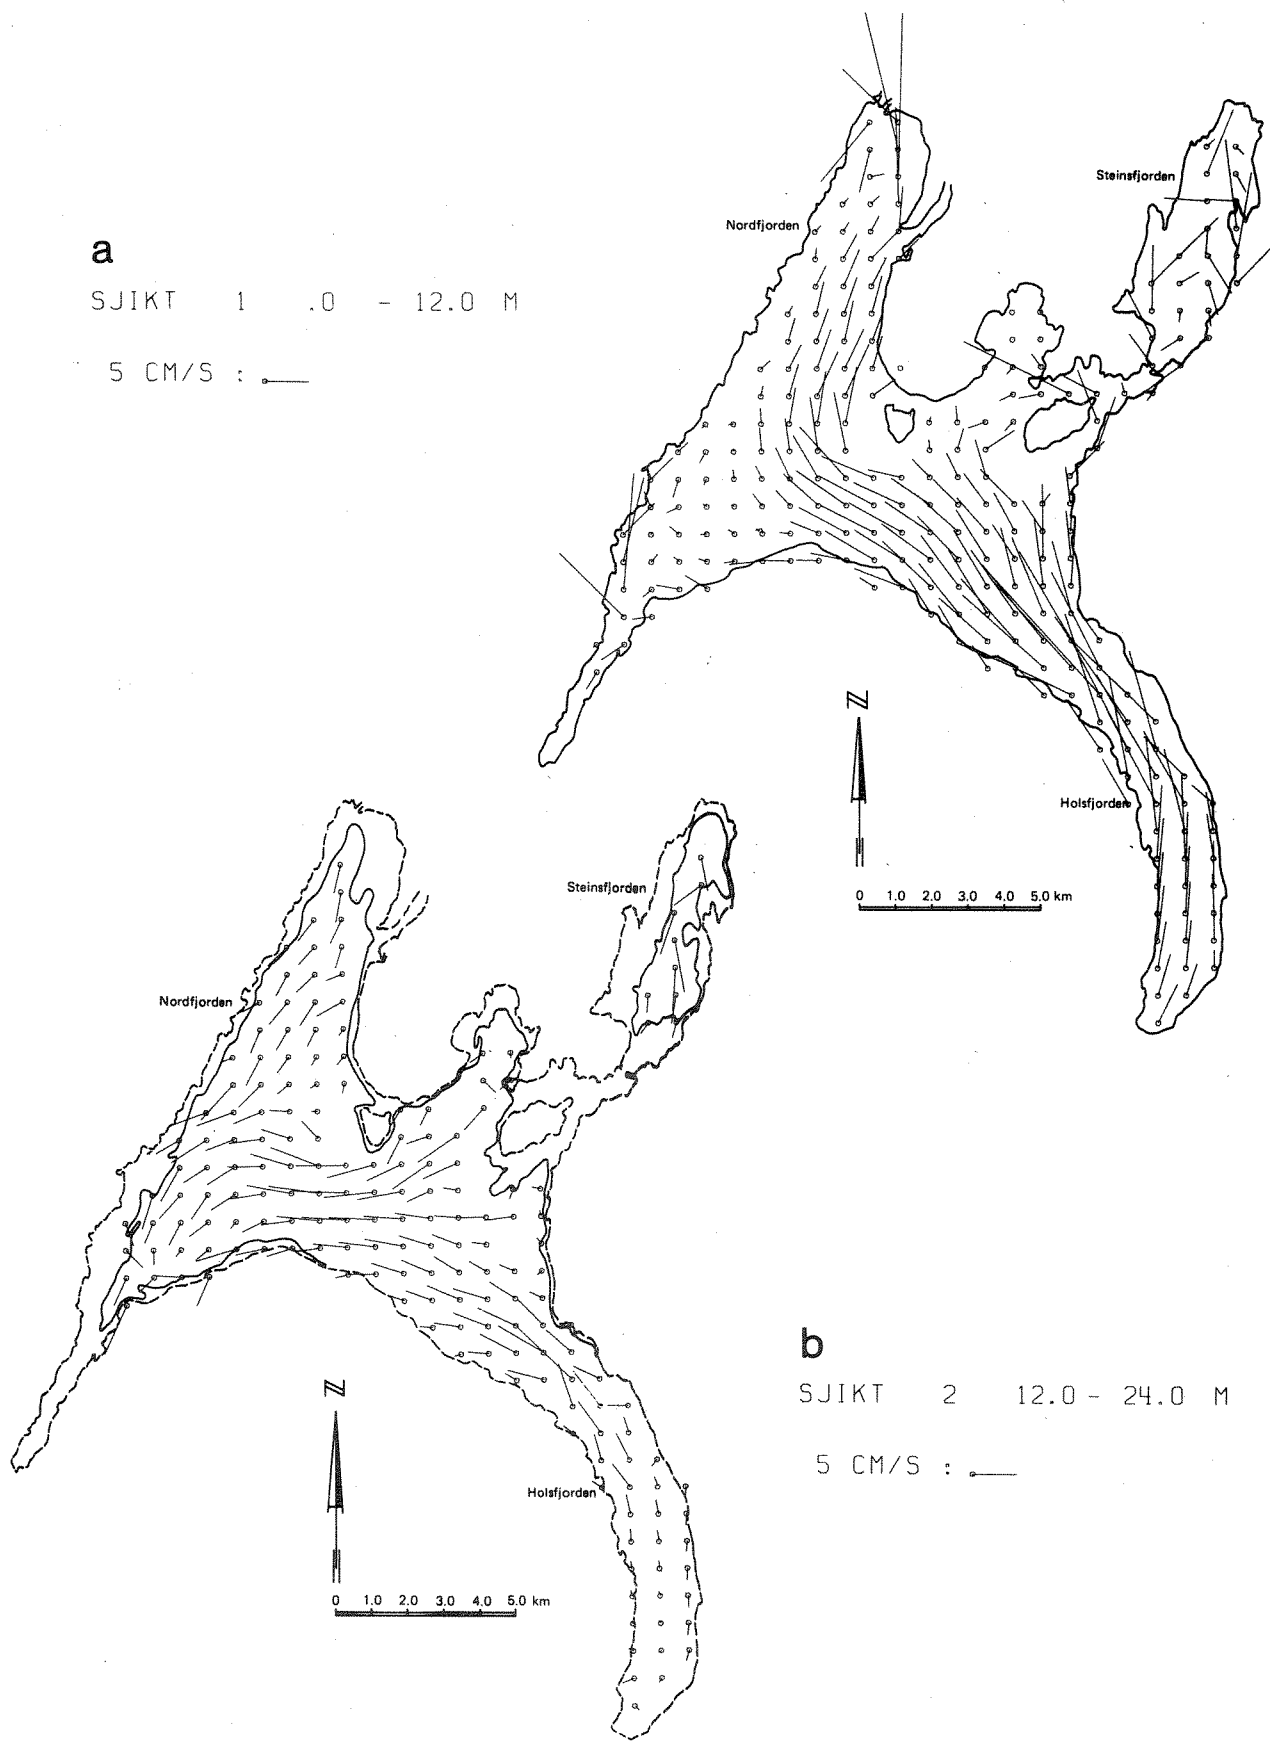 a
SJIKT 1 .0 - 12.0 M
5 CM/S :
Nordfjorden
Steinsfjorden
Holsfjorden
N
0 1.0 2.0 3.0 4.0 5.0 km
Nordfjorden
Steinsfjorden
Holsfjorden
N
0 1.0 2.0 3.0 4.0 5.0 km
b
SJIKT 2 12.0 - 24.0 M
5 CM/S :